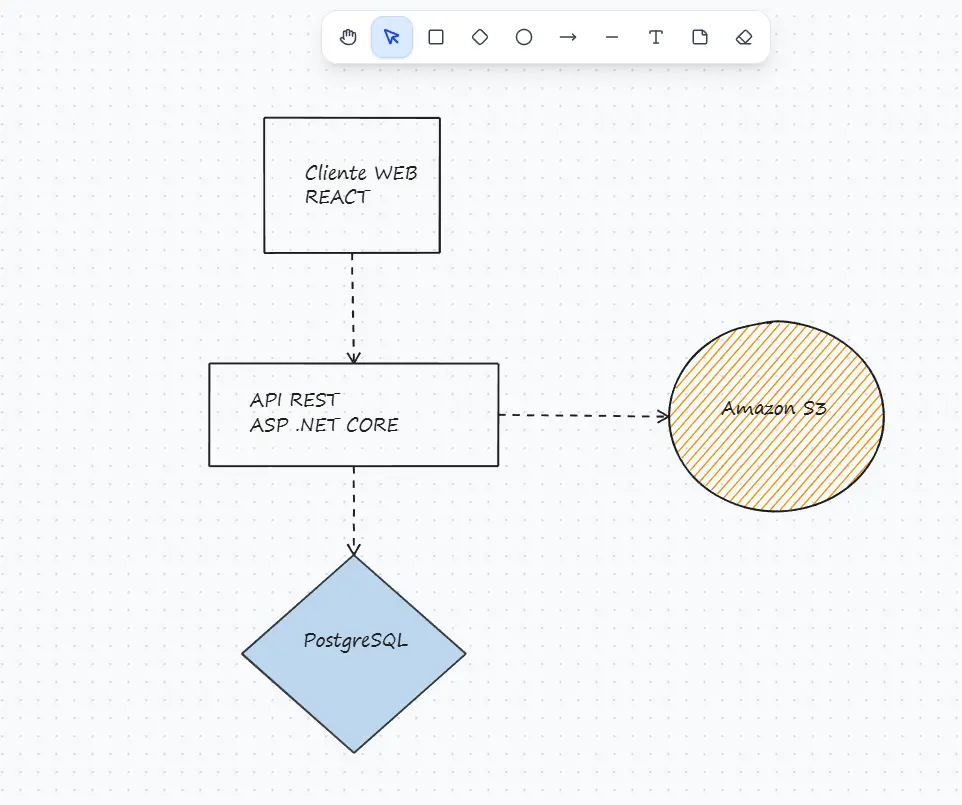 Cliente WEB
REACT
API REST
ASP .NET CORE
Amazon S3
PostgreSQL